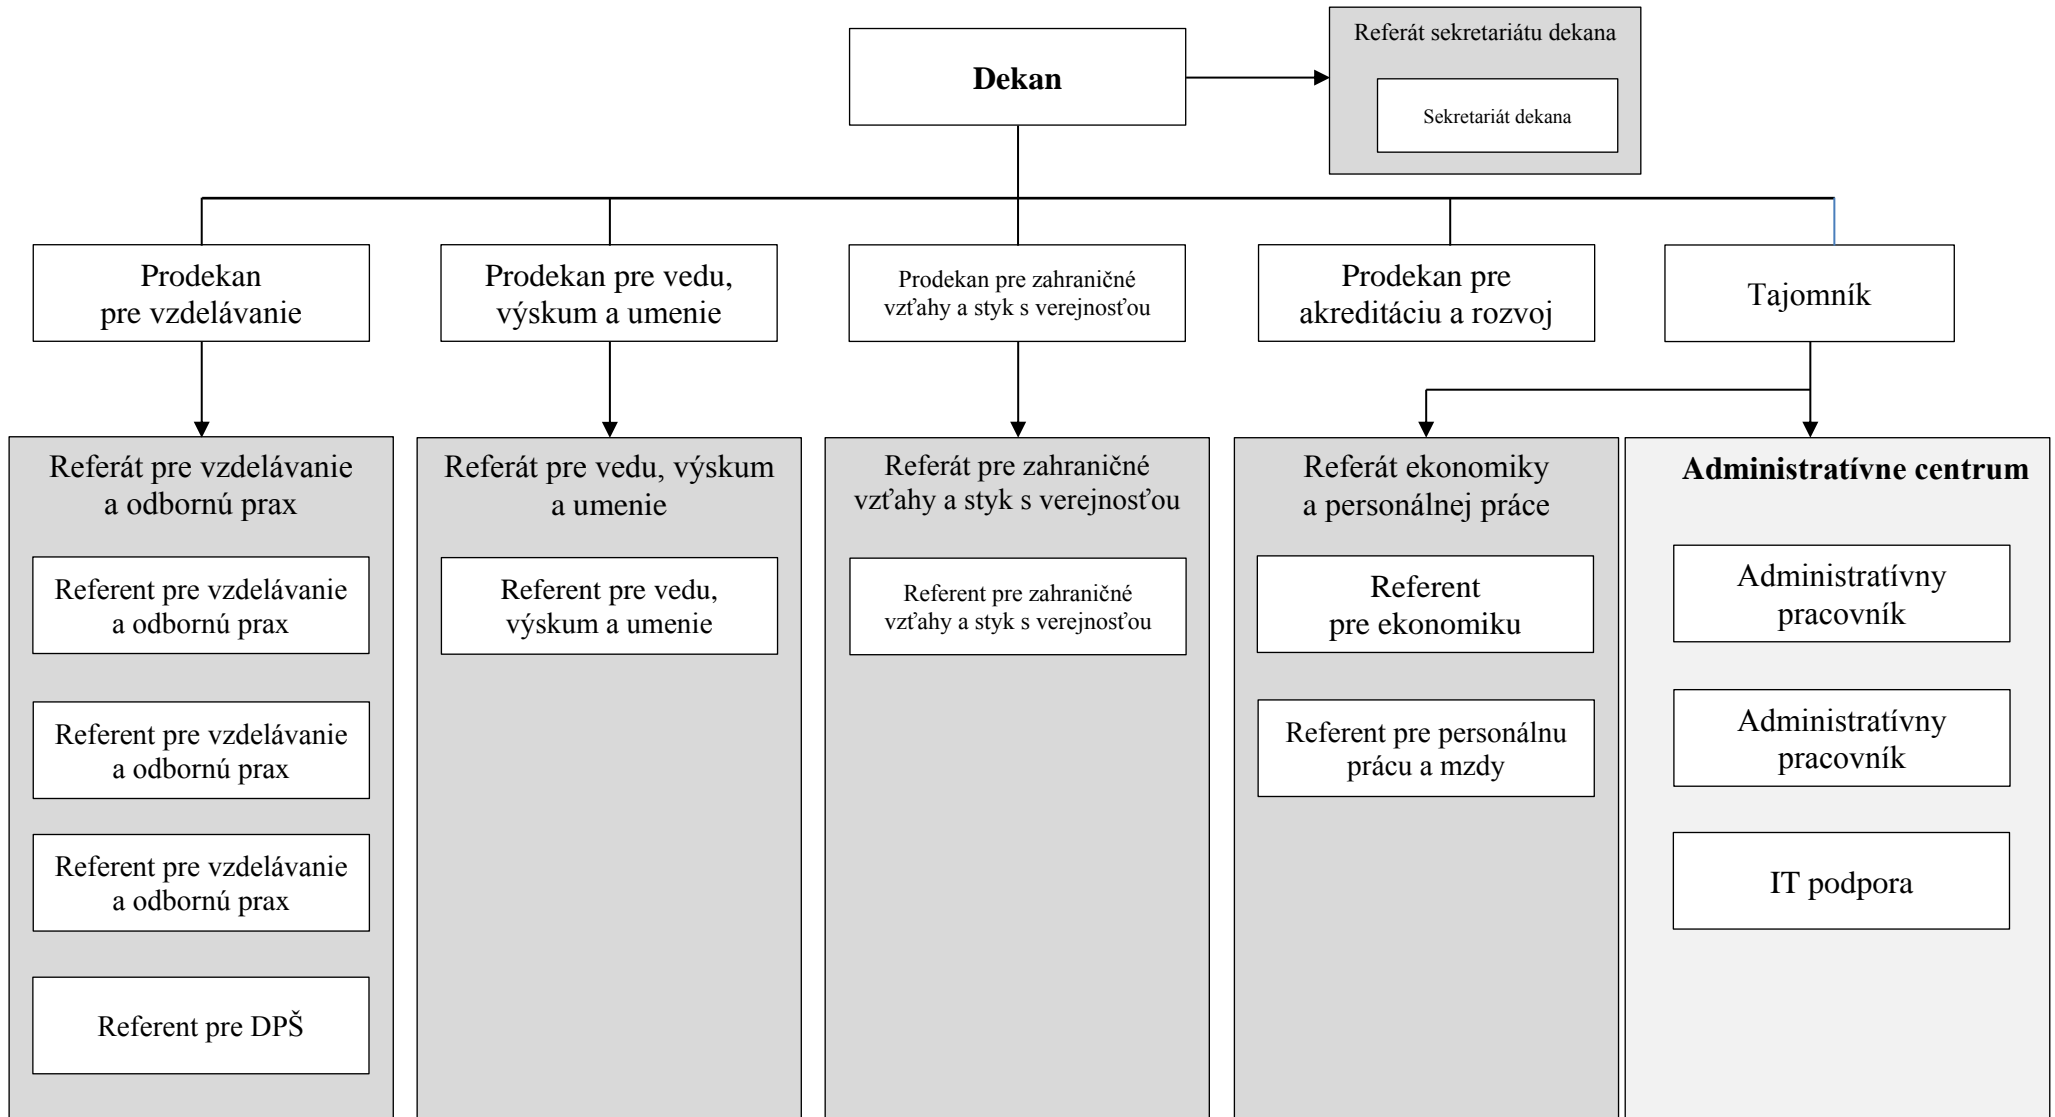 Referát sekretariátu dekana
Dekan
Sekretariát dekana
Prodekan
pre vzdelávanie
Prodekan pre vedu,
výskum a umenie
Prodekan pre zahraničné
vzťahy a styk s verejnosťou
Prodekan pre
akreditáciu a rozvoj
Tajomník
Referát pre vzdelávanie
a odbornú prax
Referent pre vzdelávanie
a odbornú prax
Referent pre vzdelávanie
a odbornú prax
Referent pre vzdelávanie
a odbornú prax
Referent pre DPŠ
Referát pre vedu, výskum
a umenie
Referent pre vedu,
výskum a umenie
Referát pre zahraničné
vzťahy a styk s verejnosťou
Referent pre zahraničné
vzťahy a styk s verejnosťou
Referát ekonomiky
a personálnej práce
Referent
pre ekonomiku
Referent pre personálnu
prácu a mzdy
Administratívne centrum
Administratívny
pracovník
Administratívny
pracovník
IT podpora